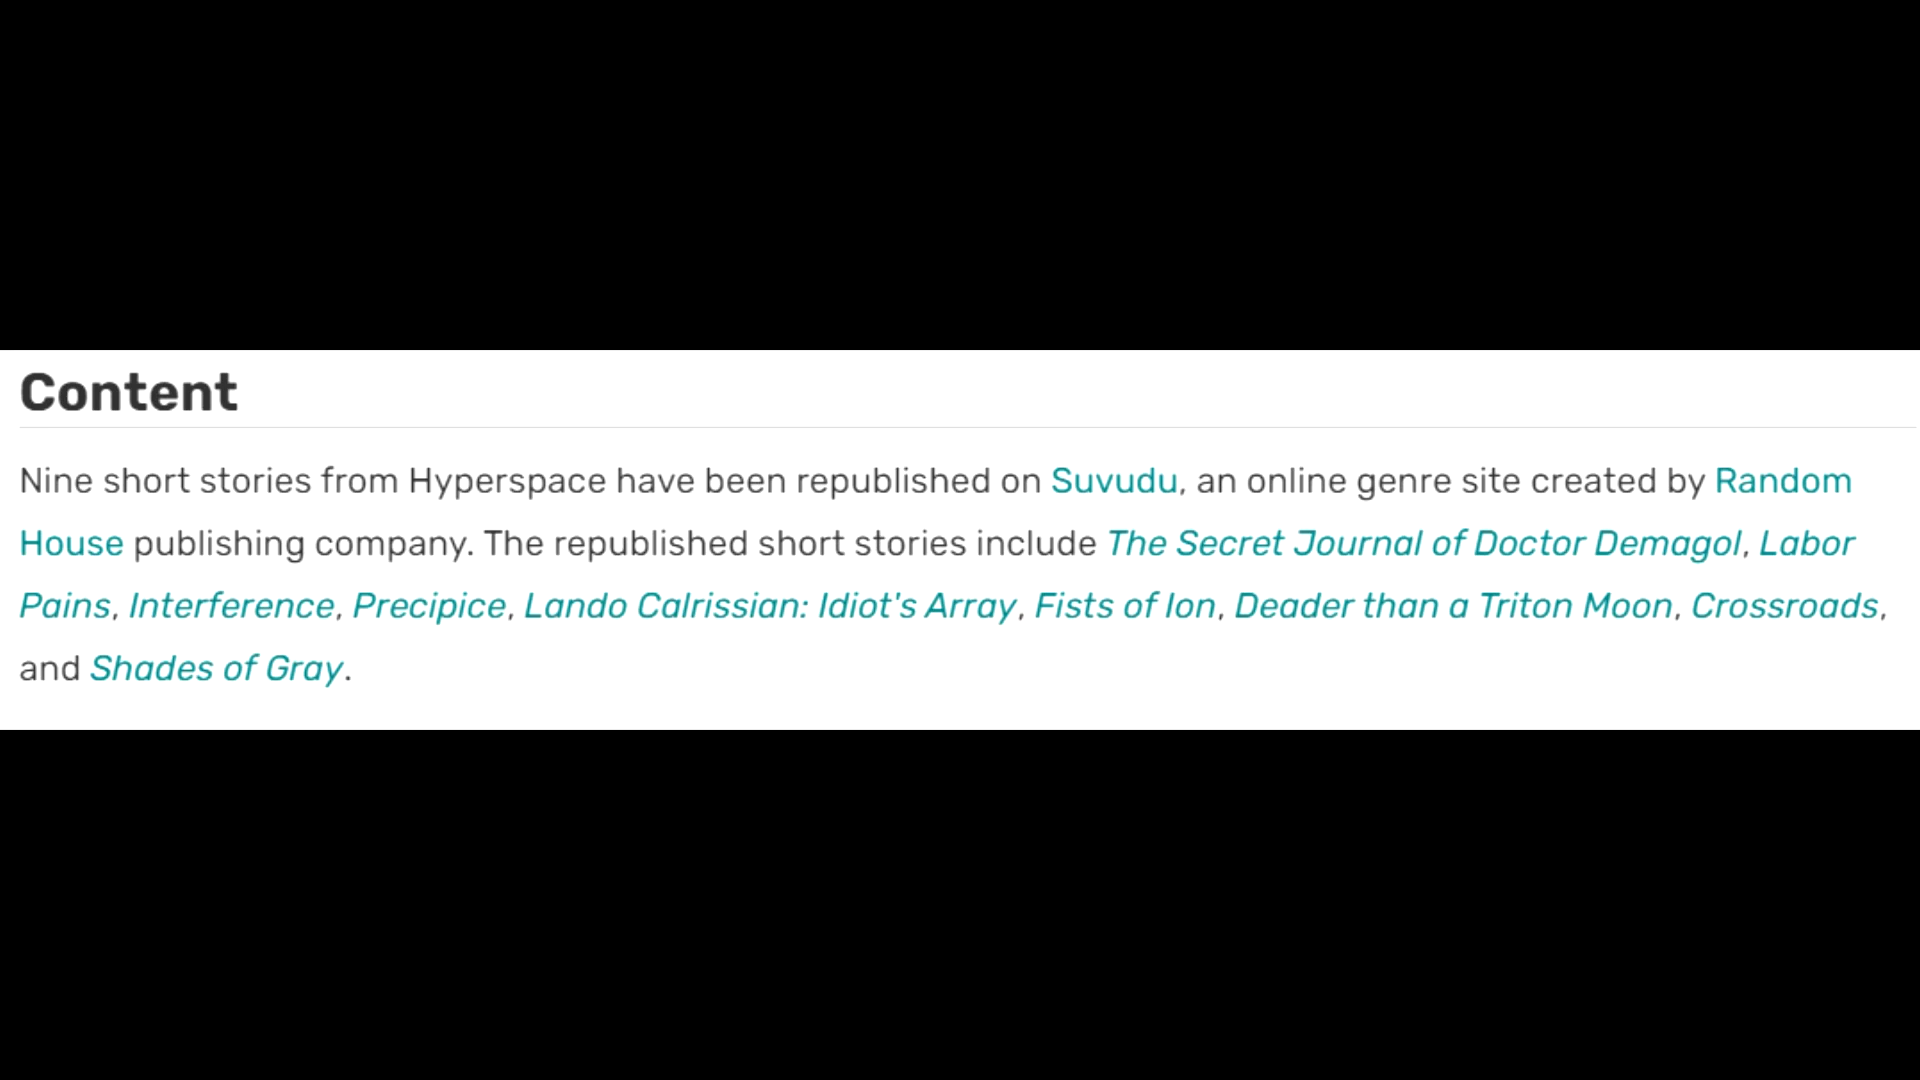 Content
Nine short stories from Hyperspace have been republished on Suvudu, an online genre site created by Random
House publishing company. The republished short stories include The Secret Journal of Doctor Demagol, Labor
Pains, Interference, Precipice, Lando Calrissian: Idiot's Array, Fists of Ion, Deader than a Triton Moon, Crossroads,
and Shades of Gray.